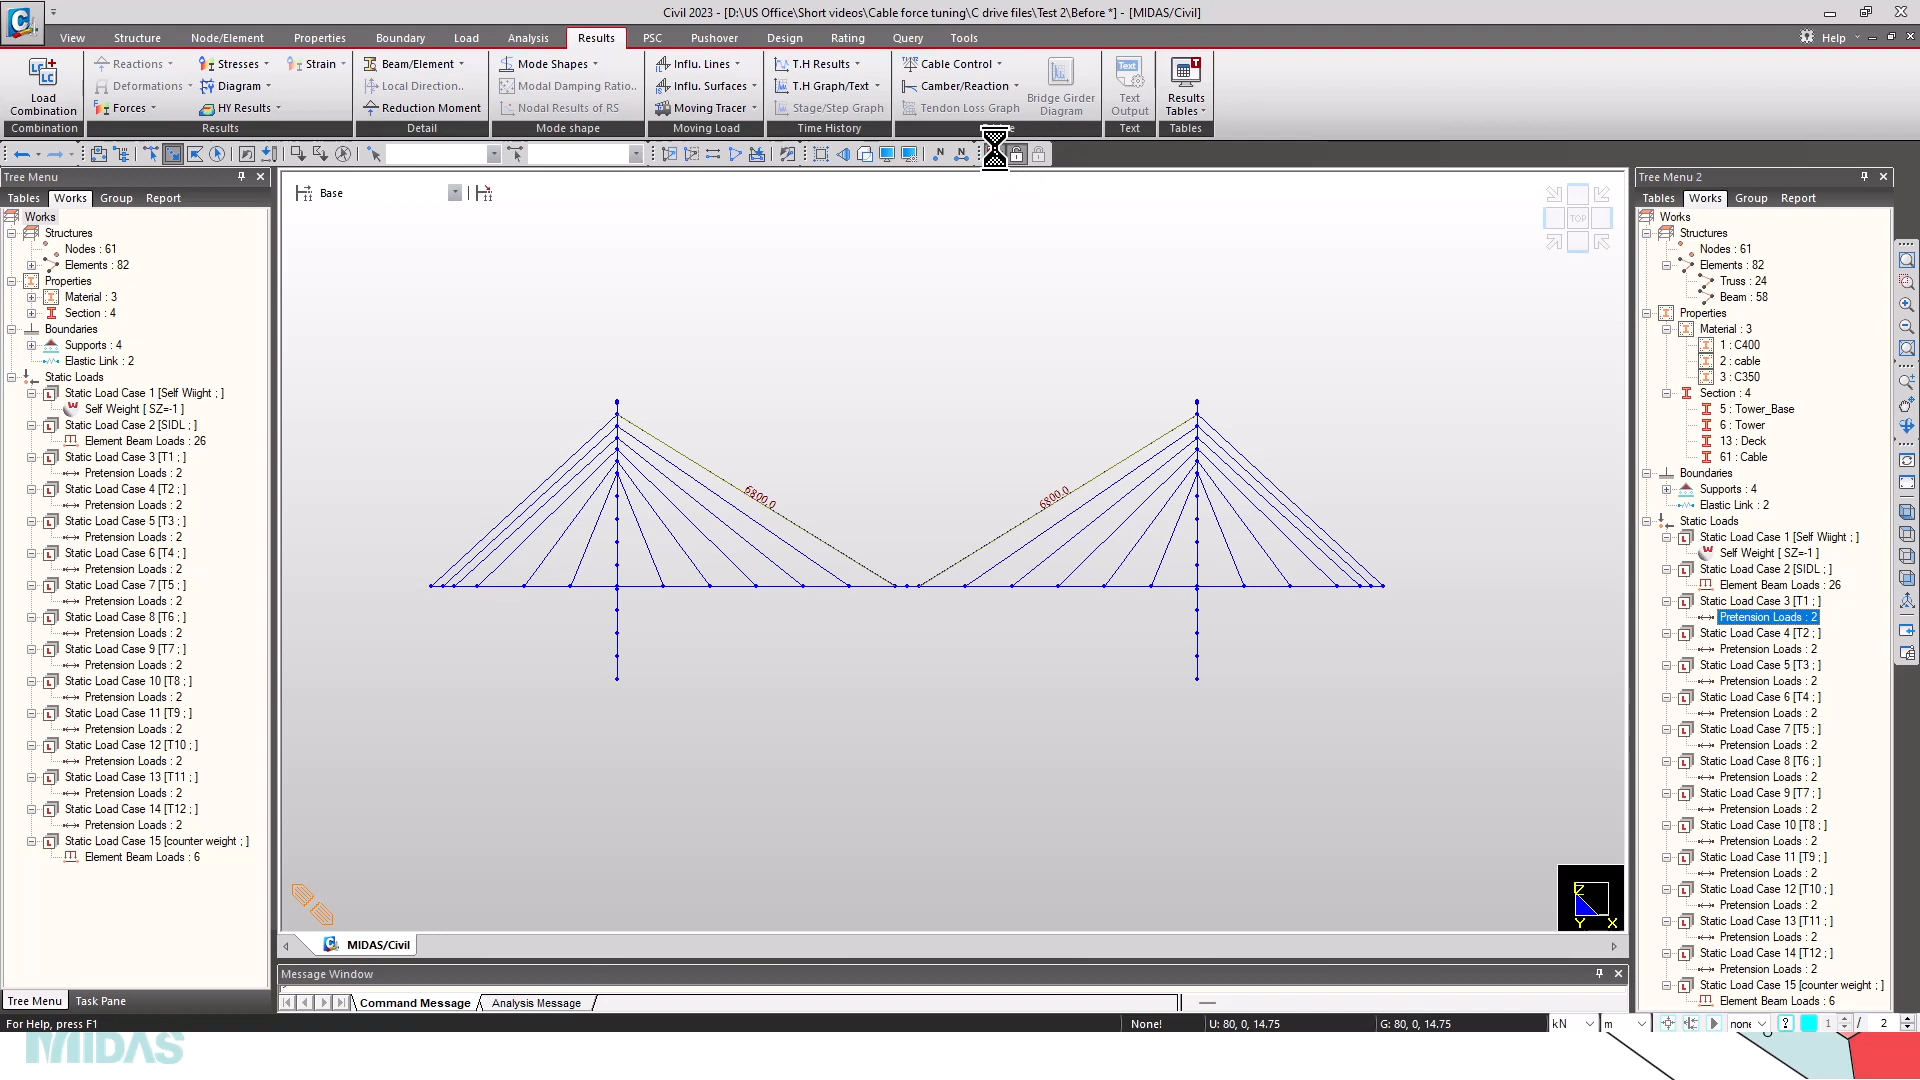 Civil 2023 - [D:\US Office\Short videos\Cable force tuning\C drive files\Test 2\Before *] - [MIDAS/Civil]
View Structure Node/Element Properties Boundary Load Analysis Results PSC Pushover Design Rating Query Tools Help
Load Combination
Combination
Reactions Stresses Strain
Deformations Diagram
Forces HY Results
Results
Beam/Element
Local Direction..
Reduction Moment
Detail
Mode Shapes
Modal Damping Ratio..
Nodal Results of RS
Mode shape
Influ. Lines
Influ. Surfaces
Moving Tracer
Moving Load
T.H Results
T.H Graph/Text
Stage/Step Graph
Time History
Cable Control
Camber/Reaction
Tendon Loss Graph
Bridge Girder Diagram
Text Output
Text
Results Tables
Tables
Tree Menu
Tables Works Group Report
Works
Structures
Nodes : 61
Elements : 82
Properties
Material : 3
Section : 4
Boundaries
Supports : 4
Elastic Link : 2
Static Loads
Static Load Case 1 [Self Wiight ; ]
Self Weight [ SZ=-1 ]
Static Load Case 2 [SIDL ; ]
Element Beam Loads : 26
Static Load Case 3 [T1 ; ]
Pretension Loads : 2
Static Load Case 4 [T2 ; ]
Pretension Loads : 2
Static Load Case 5 [T3 ; ]
Pretension Loads : 2
Static Load Case 6 [T4 ; ]
Pretension Loads : 2
Static Load Case 7 [T5 ; ]
Pretension Loads : 2
Static Load Case 8 [T6 ; ]
Pretension Loads : 2
Static Load Case 9 [T7 ; ]
Pretension Loads : 2
Static Load Case 10 [T8 ; ]
Pretension Loads : 2
Static Load Case 11 [T9 ; ]
Pretension Loads : 2
Static Load Case 12 [T10 ; ]
Pretension Loads : 2
Static Load Case 13 [T11 ; ]
Pretension Loads : 2
Static Load Case 14 [T12 ; ]
Pretension Loads : 2
Static Load Case 15 [counter weight ; ]
Element Beam Loads : 6
Tree Menu Task Pane
Base
TOP
6800.0
6800.0
Z
Y X
MIDAS/Civil
Message Window
Command Message Analysis Message
Tree Menu 2
Tables Works Group Report
Works
Structures
Nodes : 61
Elements : 82
Truss : 24
Beam : 58
Properties
Material : 3
1 : C400
2 : cable
3 : C350
Section : 4
5 : Tower_Base
6 : Tower
13 : Deck
61 : Cable
Boundaries
Supports : 4
Elastic Link : 2
Static Loads
Static Load Case 1 [Self Wiight ; ]
Self Weight [ SZ=-1 ]
Static Load Case 2 [SIDL ; ]
Element Beam Loads : 26
Static Load Case 3 [T1 ; ]
Pretension Loads : 2
Static Load Case 4 [T2 ; ]
Pretension Loads : 2
Static Load Case 5 [T3 ; ]
Pretension Loads : 2
Static Load Case 6 [T4 ; ]
Pretension Loads : 2
Static Load Case 7 [T5 ; ]
Pretension Loads : 2
Static Load Case 8 [T6 ; ]
Pretension Loads : 2
Static Load Case 9 [T7 ; ]
Pretension Loads : 2
Static Load Case 10 [T8 ; ]
Pretension Loads : 2
Static Load Case 11 [T9 ; ]
Pretension Loads : 2
Static Load Case 12 [T10 ; ]
Pretension Loads : 2
Static Load Case 13 [T11 ; ]
Pretension Loads : 2
Static Load Case 14 [T12 ; ]
Pretension Loads : 2
Static Load Case 15 [counter weight ; ]
Element Beam Loads : 6
For Help, press F1 None! U: 80, 0, 14.75 G: 80, 0, 14.75 kN m none 1 / 2
MIDAS